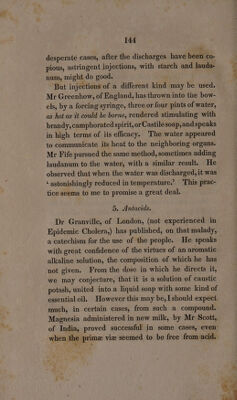 144
desperate cases, after the discharges have been co-
pious, astringent injections, with starch and lauda-
num, might do good.
But injections of a different kind may be used.
Mr Greenhow, of England, has thrown into the bow-
els, by a forcing syringe, three or four pints of water,
as hot as it could be borne, rendered stimulating with
brandy, camphorated spirit, or Castile soap, and speaks
in high terms of its efficacy. The water appeared
to communicate its heat to the neighboring organs.
Mr Fife pursued the same method, sometimes adding
laudanum to the water, with a similar result. He
observed that when the water was discharged, it was
‘ astonishingly reduced in temperature.’ This prac-
tice seems to me to promise a great deal.
5. Antacids.
Dr Granville, of London, (not experienced in
Epidemic Cholera,) has published, on that malady,
a catechism for the use of the people. He speaks
with great confidence of the virtues of an aromatic
alkaline solution, the composition of which he has
not given. From the dose in which he directs it,
we may conjecture, that it is a solution of caustic
potash, united into a liquid soap with some kind of
essential oil. However this may be, I should expect
much, in certain cases, from such a compound.
Magnesia administered in new milk, by Mr Scott,
of India, proved successful in some cases, even
when the primæ viæ seemed to be free from acid.